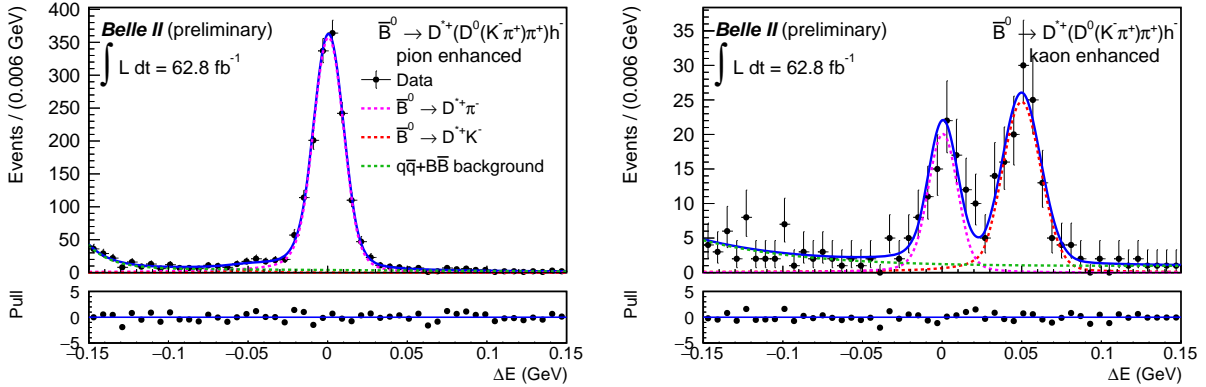 Belle II (preliminary)
∫ L dt = 62.8 fb⁻¹
B̅⁰ → D*⁺(D⁰(K⁻π⁺)π⁺)h⁻
pion enhanced
Data
B̅⁰ → D*⁺π⁻
B̅⁰ → D*⁺K⁻
qq̅+BB̅ background
Events / (0.006 GeV)
400
350
300
250
200
150
100
50
0
Pull
5
0
−5
−0.15 −0.1 −0.05 0 0.05 0.1 0.15
ΔE (GeV)
Belle II (preliminary)
∫ L dt = 62.8 fb⁻¹
B̅⁰ → D*⁺(D⁰(K⁻π⁺)π⁺)h⁻
kaon enhanced
Events / (0.006 GeV)
35
30
25
20
15
10
5
0
Pull
5
0
−5
−0.15 −0.1 −0.05 0 0.05 0.1 0.15
ΔE (GeV)